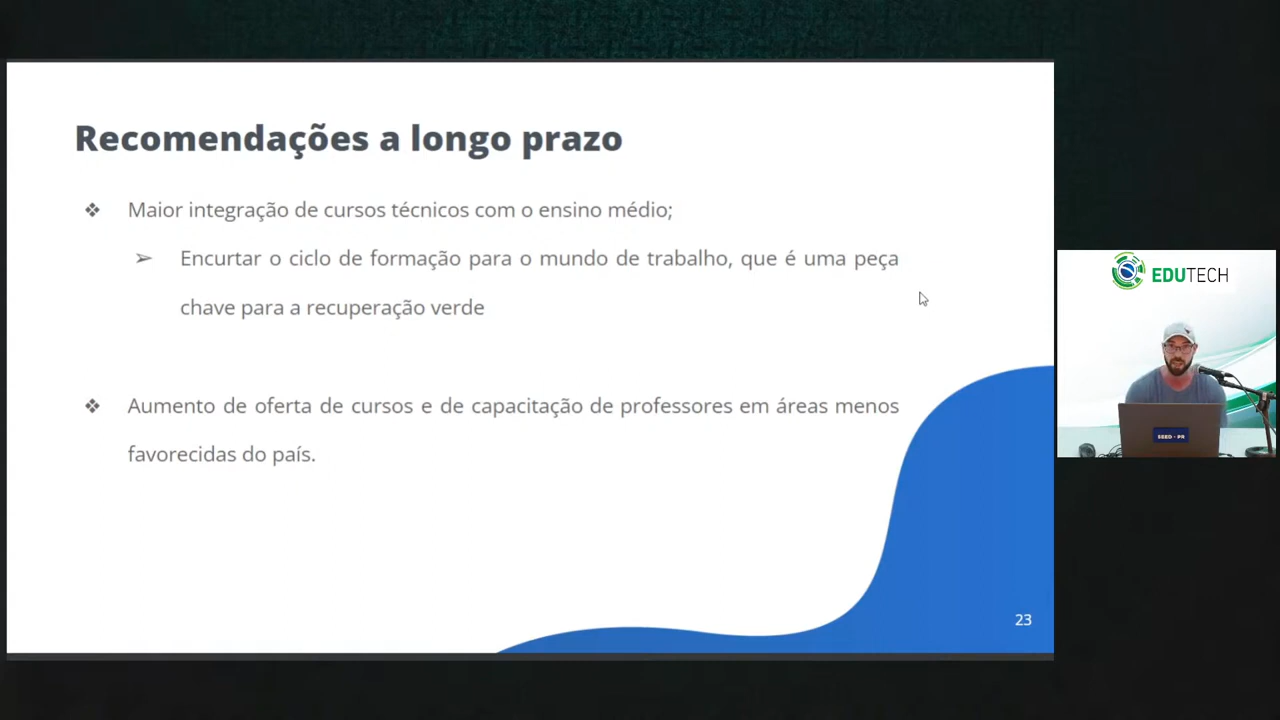 Recomendações a longo prazo
❖ Maior integração de cursos técnicos com o ensino médio;
➢ Encurtar o ciclo de formação para o mundo de trabalho, que é uma peça
chave para a recuperação verde
❖ Aumento de oferta de cursos e de capacitação de professores em áreas menos
favorecidas do país.
23
EDUTECH
SEED - PR